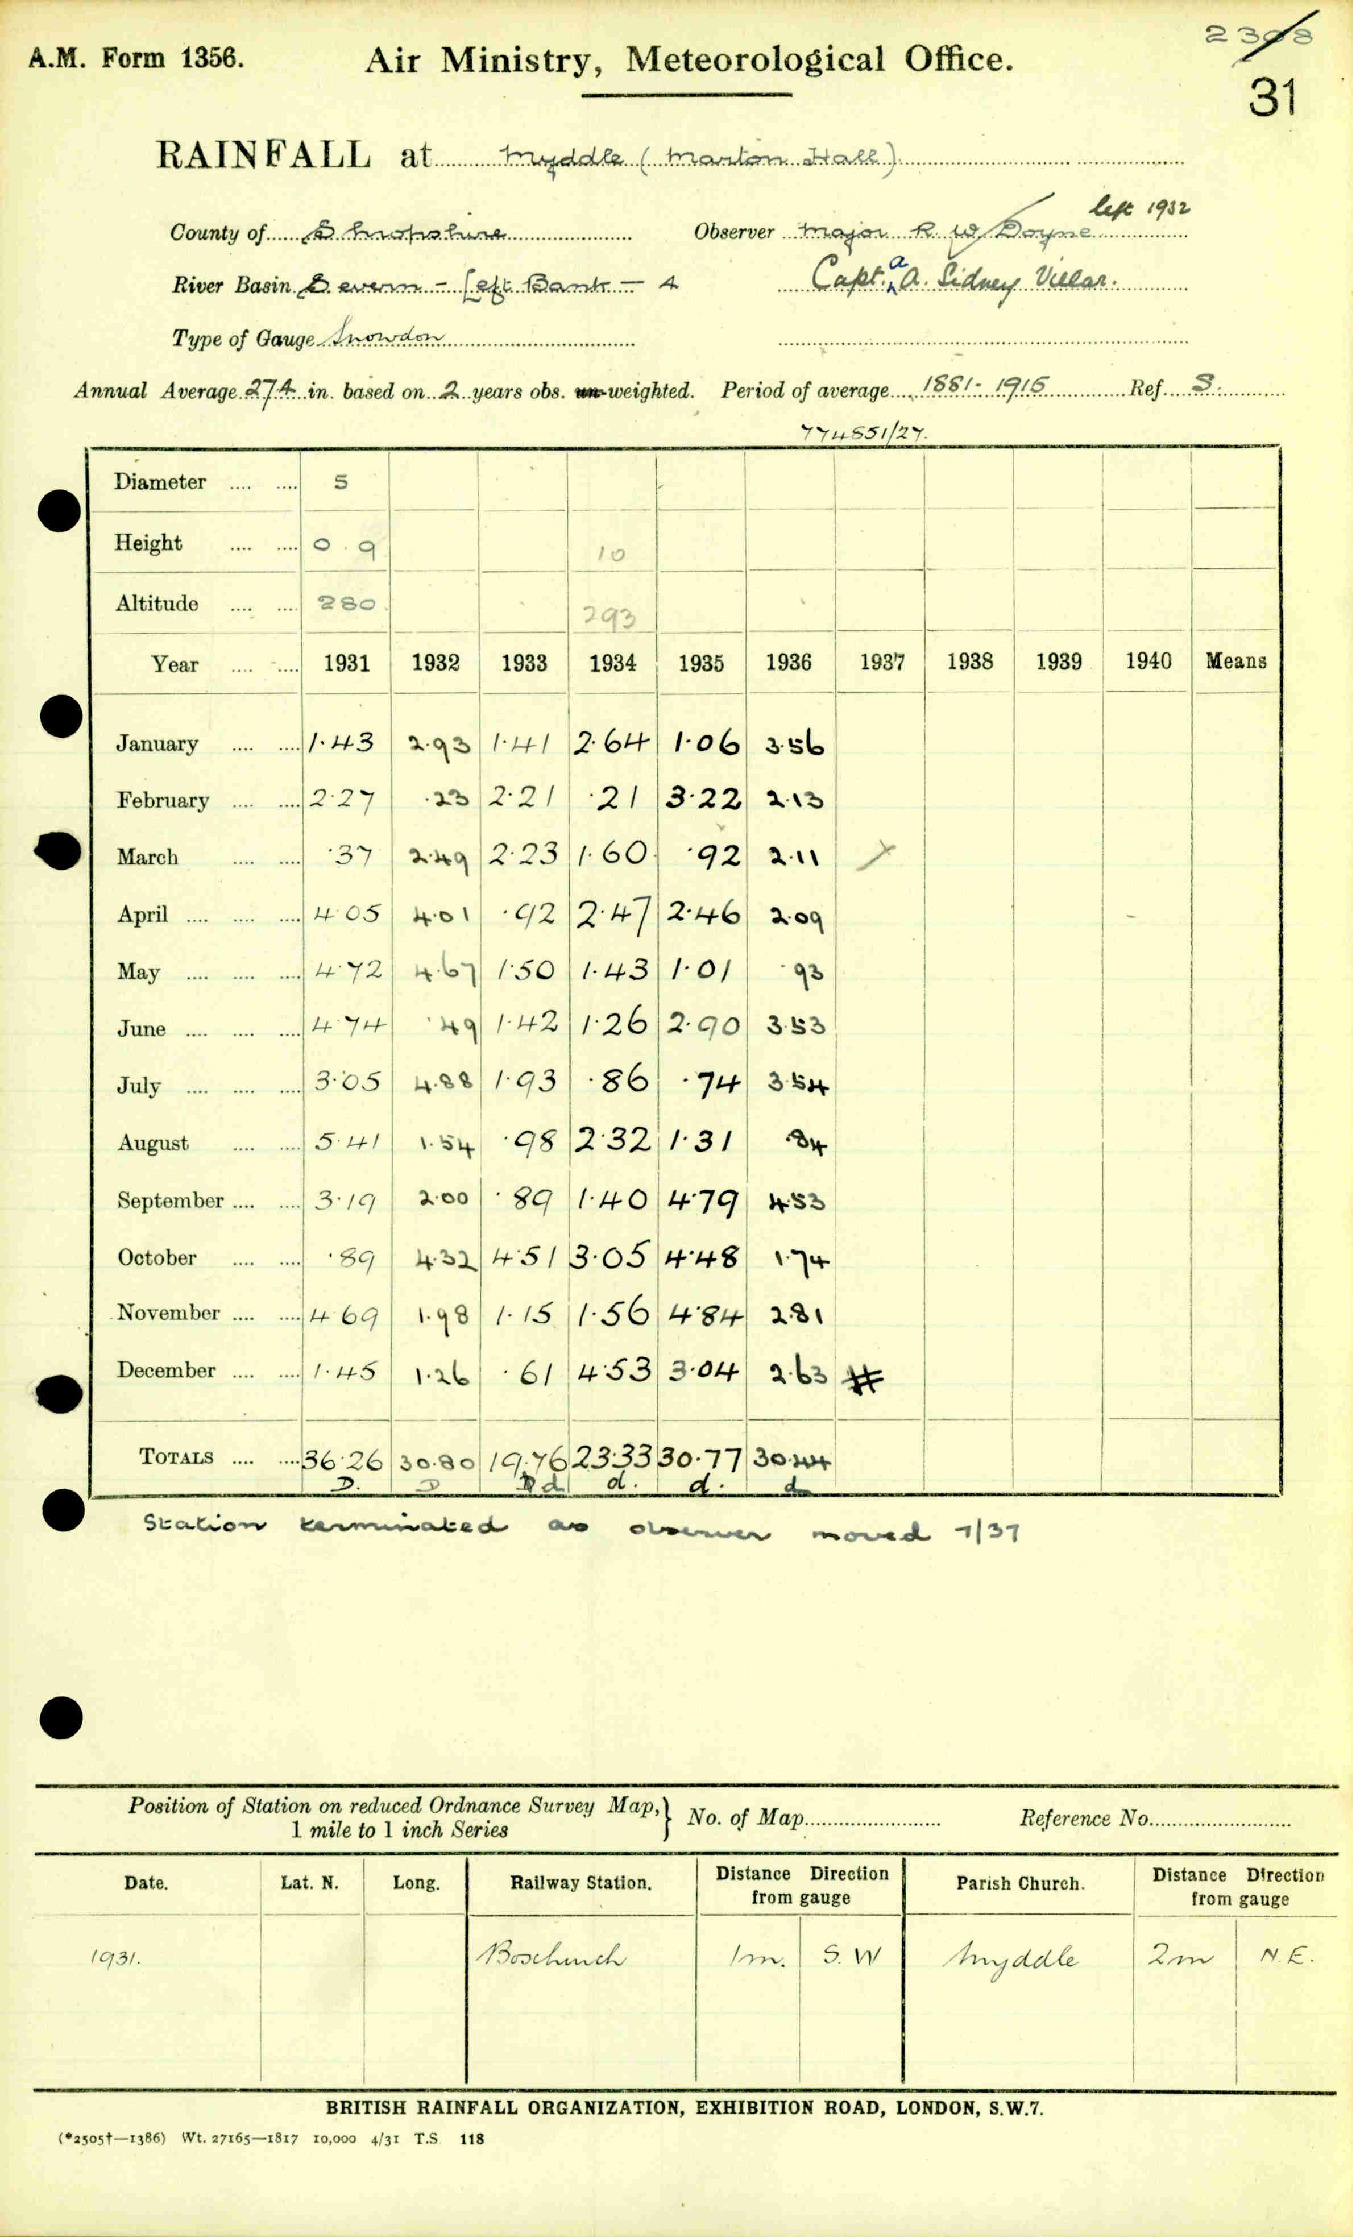 2308
A.M. Form 1356. Air Ministry, Meteorological Office.
31
RAINFALL at Myddle (Marton Hall)
left 1932
County of Shropshire Observer Major R. W. Doyne
River Basin Severn - Left Bank - 4 Capt. a A. Sidney Villar.
Type of Gauge Snowdon
Annual Average 27.4 in. based on 2 years obs. un-weighted. Period of average 1881-1915 Ref. S.
774851/27.
Diameter .... .... 5
Height .... .... 0 . 9 10
Altitude .... .... 280 293
Year .... .... 1931 1932 1933 1934 1935 1936 1937 1938 1939 1940 Means
January .... .... 1.43 2.93 1.41 2.64 1.06 3.56
February .... .... 2.27 .23 2.21 .21 3.22 2.13
March .... .... .37 2.49 2.23 1.60 .92 2.11
April .... .... .... 4.05 4.01 .92 2.47 2.46 2.09
May .... .... .... 4.72 4.67 1.50 1.43 1.01 .93
June .... .... .... 4.74 .49 1.42 1.26 2.90 3.53
July .... .... .... 3.05 4.88 1.93 .86 .74 3.54
August .... .... 5.41 1.54 .98 2.32 1.31 .84
September .... .... 3.19 2.00 .89 1.40 4.79 4.53
October .... .... .89 4.32 4.51 3.05 4.48 1.74
November .... .... 4.69 1.98 1.15 1.56 4.84 2.81
December .... .... 1.45 1.26 .61 4.53 3.04 2.63 #
TOTALS .... .... 36.26 30.80 19.76 23.33 30.77 30.44
D. D D d d. d. d
Station terminated as observer moved 7/37
Position of Station on reduced Ordnance Survey Map, } No. of Map Reference No.
1 mile to 1 inch Series
Date. Lat. N. Long. Railway Station. Distance Direction from gauge Parish Church. Distance Direction from gauge
1931. Baschurch 1m. S.W Myddle 2m N.E.
BRITISH RAINFALL ORGANIZATION, EXHIBITION ROAD, LONDON, S.W.7.
(*2505†—1386) Wt. 27165—1817 10,000 4/31 T.S. 118